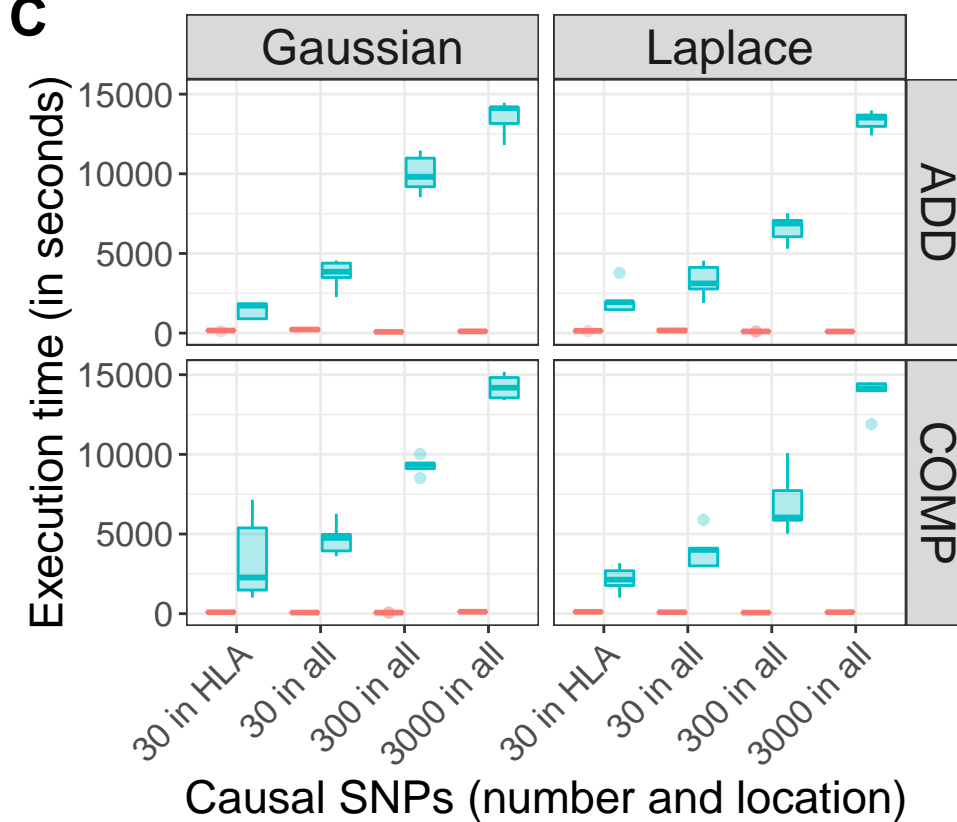 C
Gaussian Laplace
Execution time (in seconds)
15000
10000
5000
0
ADD
15000
10000
5000
0
COMP
30 in HLA 30 in all 300 in all 3000 in all 30 in HLA 30 in all 300 in all 3000 in all
Causal SNPs (number and location)